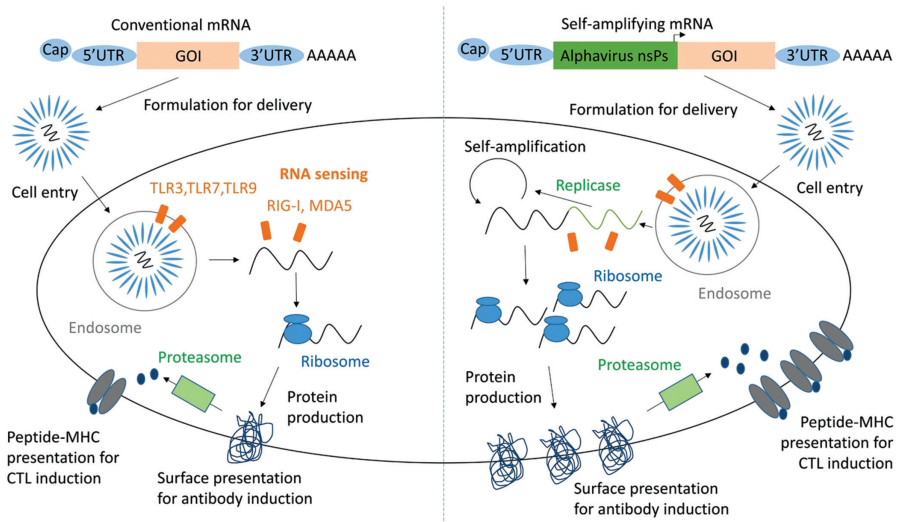 Conventional mRNA
Cap
5'UTR
GOI
3'UTR
AAAAA
Formulation for delivery
Cell entry
TLR3,TLR7,TLR9
RNA sensing
RIG-I, MDA5
Endosome
Ribosome
Proteasome
Protein
production
Peptide-MHC
presentation for
CTL induction
Surface presentation
for antibody induction
Self-amplifying mRNA
Cap
5'UTR
Alphavirus nsPs
GOI
3'UTR
AAAAA
Formulation for delivery
Self-amplification
Cell entry
Replicase
Ribosome
Endosome
Proteasome
Protein
production
Peptide-MHC
presentation for
CTL induction
Surface presentation
for antibody induction